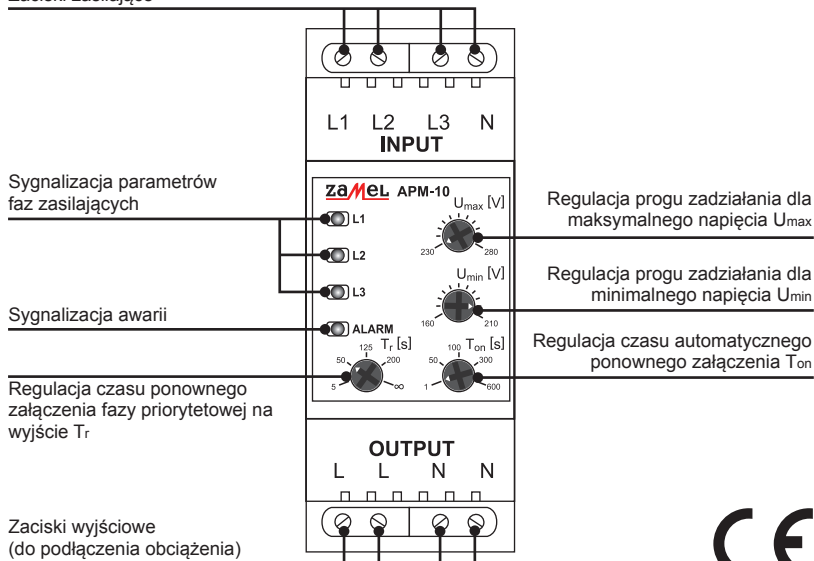 Zaciski zasilające
L1 L2 L3 N
INPUT
Sygnalizacja parametrów
faz zasilających
zamel APM-10
Umax [V]
230 280
L1
L2
L3
Umin [V]
160 210
Regulacja progu zadziałania dla
maksymalnego napięcia Umax
Regulacja progu zadziałania dla
minimalnego napięcia Umin
Sygnalizacja awarii
ALARM
Tr [s]
5 50 125 200 ∞
Ton [s]
1 50 100 300 600
Regulacja czasu automatycznego
ponownego załączenia Ton
Regulacja czasu ponownego
załączenia fazy priorytetowej na
wyjście Tr
OUTPUT
L L N N
Zaciski wyjściowe
(do podłączenia obciążenia)
CE